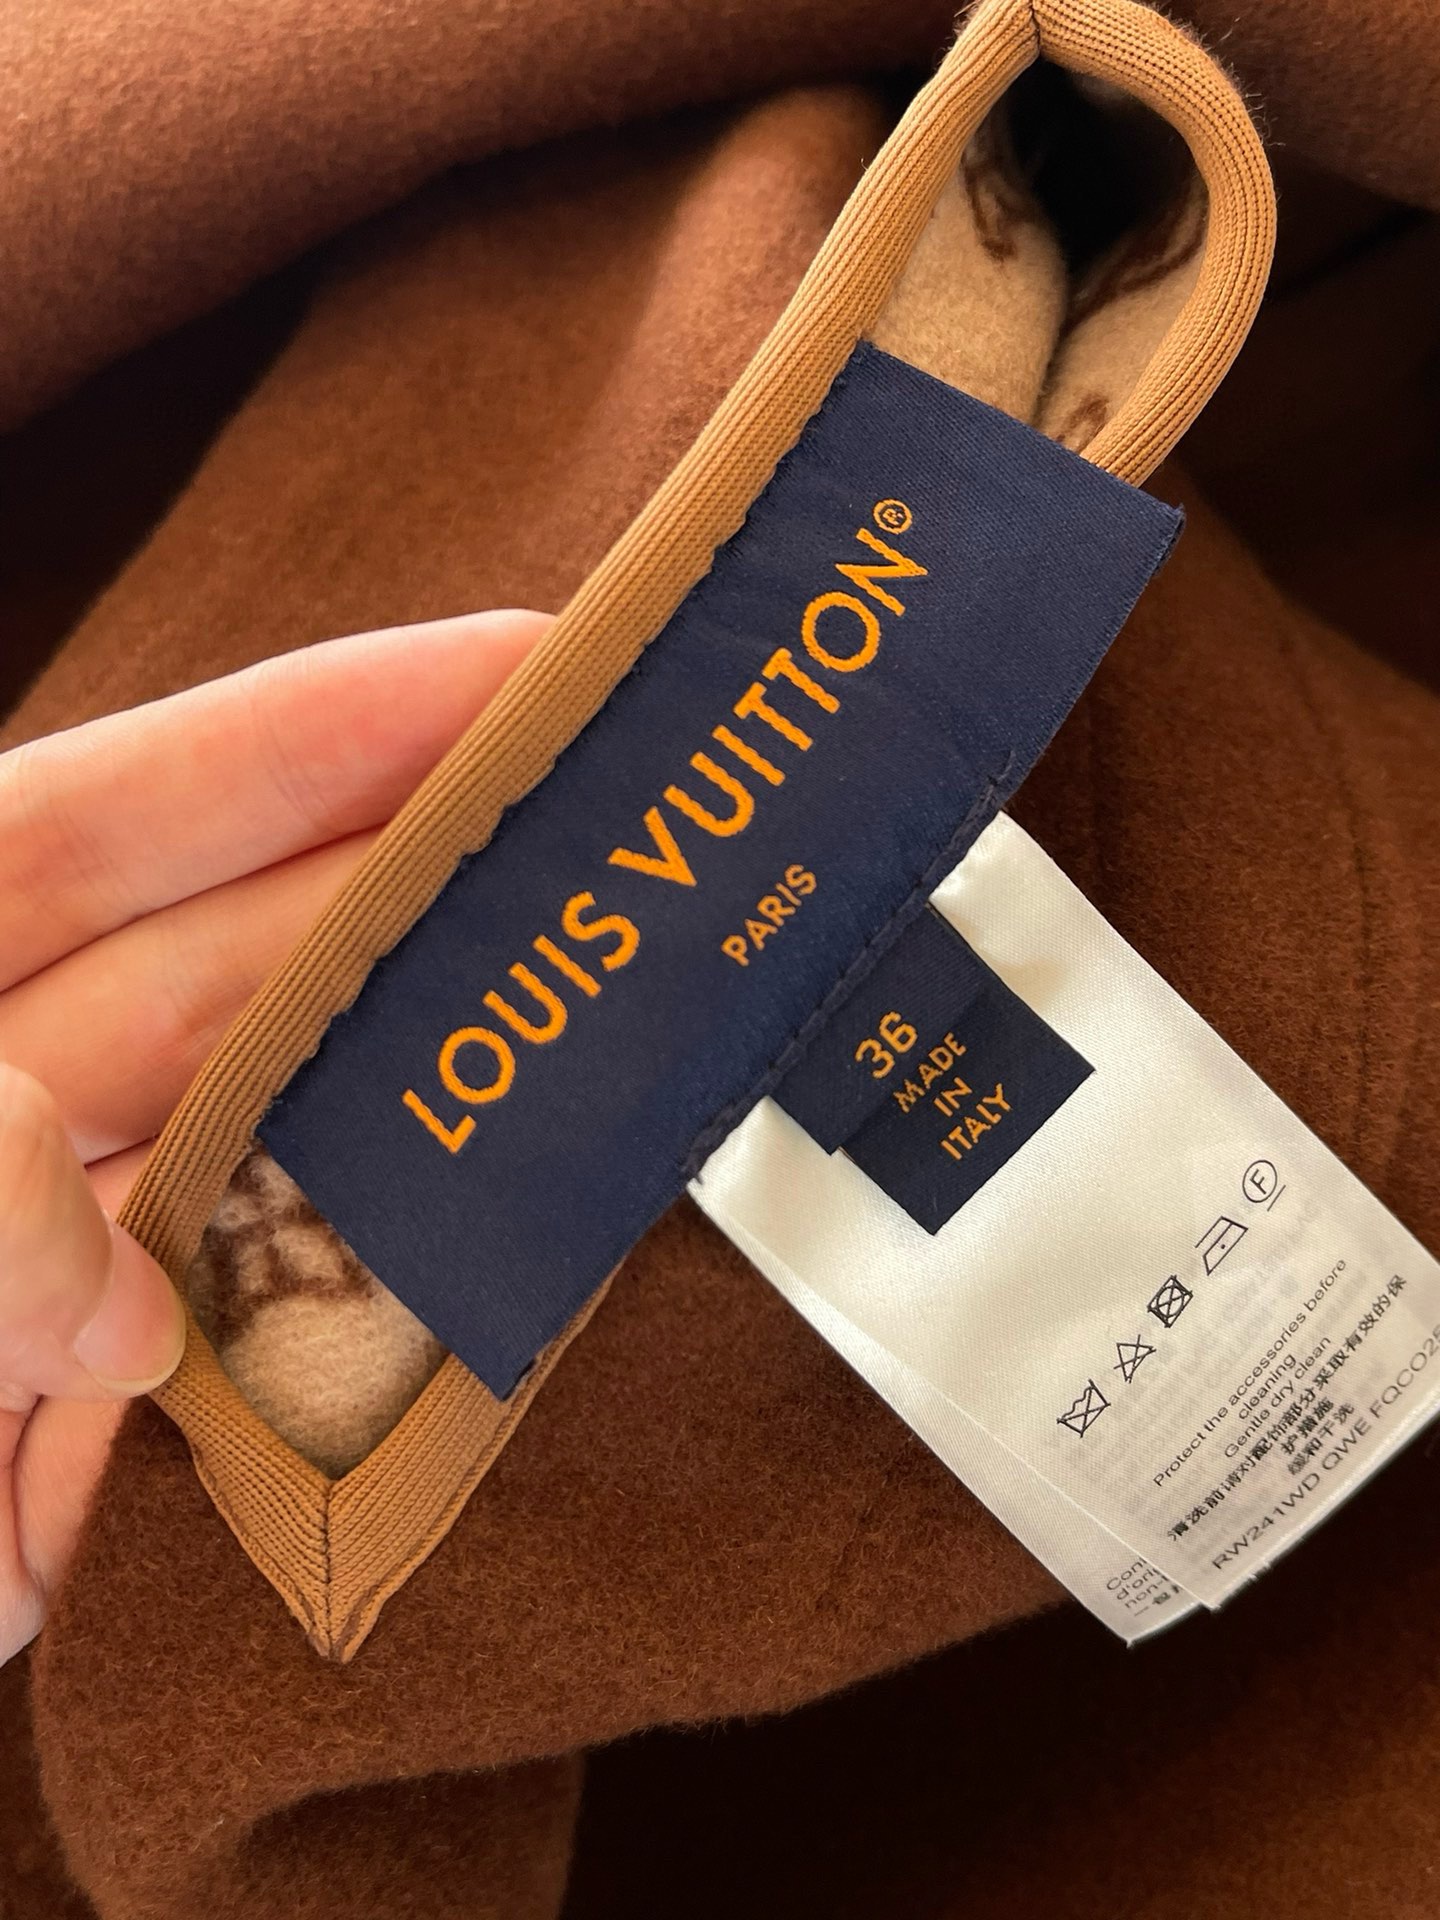 LOUIS VUITTON®
PARIS
36
MADE
IN
ITALY
F
Protect the accessories before
cleaning
Gentle dry clean
清洗前请对配饰部分采取有效的保
护措施
缓和干洗
RW241WD QWE FQCO25